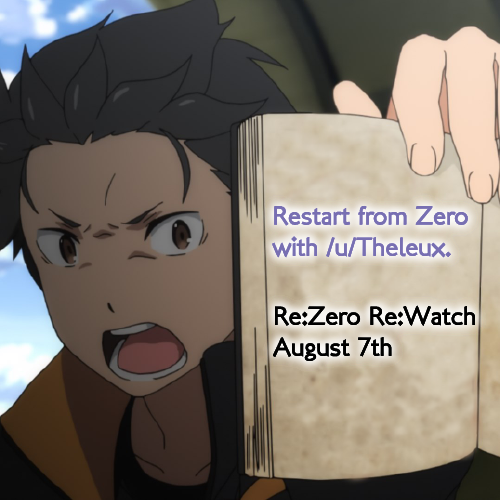 Restart from Zero
with /u/Theleux.
Re:Zero Re:Watch
August 7th